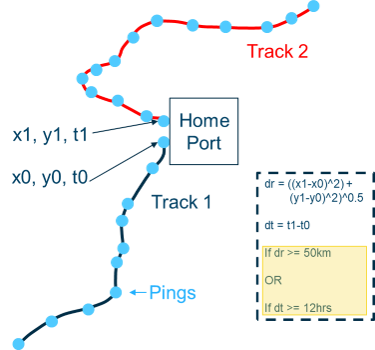 Track 2
Home
Port
x1, y1, t1
x0, y0, t0
Track 1
Pings
dr = ((x1-x0)^2) +
(y1-y0)^2)^0.5
dt = t1-t0
If dr >= 50km
OR
If dt >= 12hrs